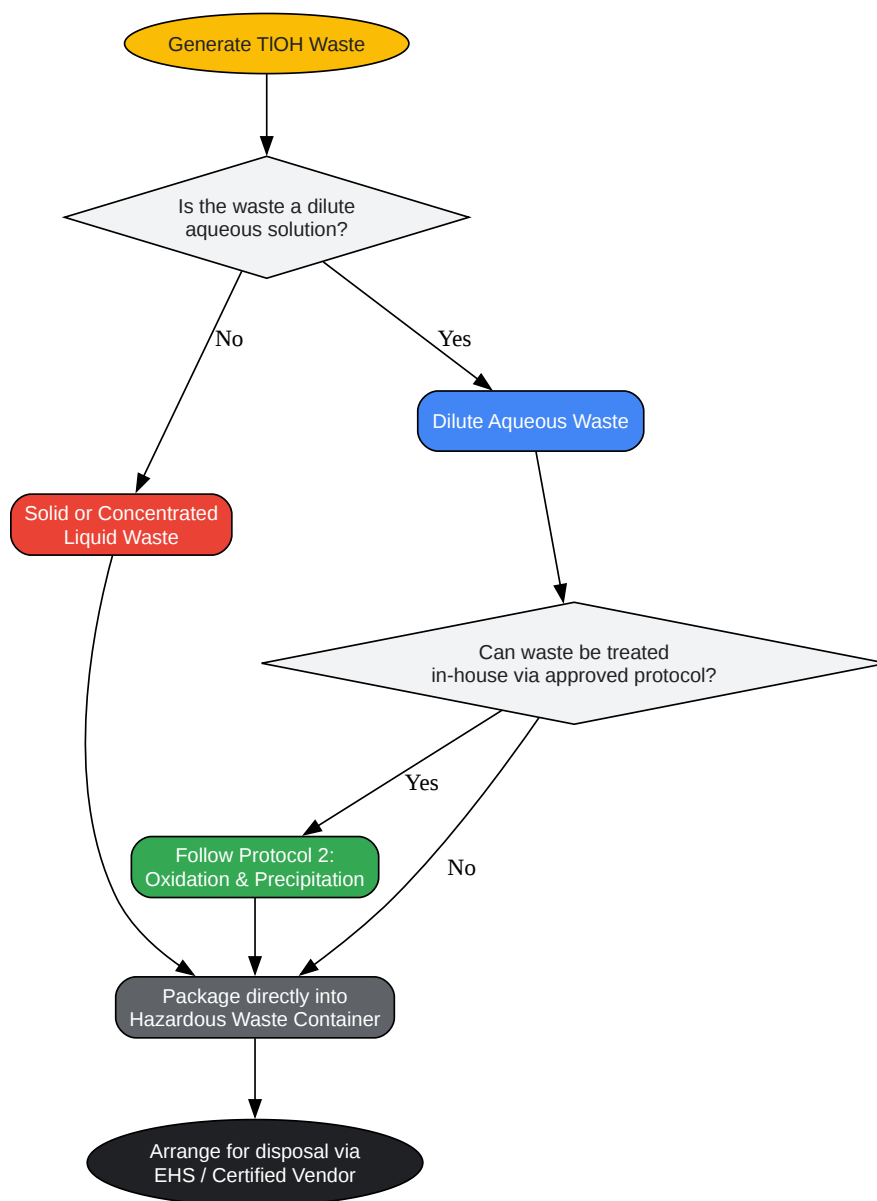 Generate TlOH Waste
Is the waste a dilute
aqueous solution?
No
Yes
Dilute Aqueous Waste
Solid or Concentrated
Liquid Waste
Can waste be treated
in-house via approved protocol?
Yes
Follow Protocol 2:
Oxidation & Precipitation
No
Package directly into
Hazardous Waste Container
Arrange for disposal via
EHS / Certified Vendor